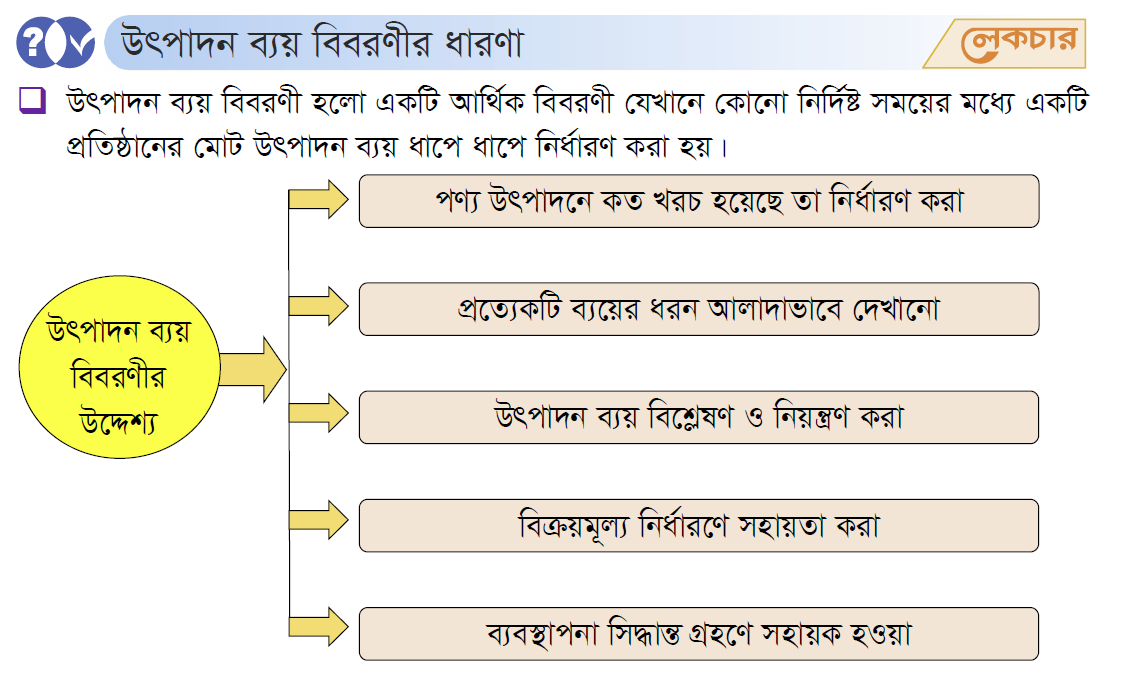 উৎপাদন ব্যয় বিবরণীর ধারণা
লেকচার
উৎপাদন ব্যয় বিবরণী হলো একটি আর্থিক বিবরণী যেখানে কোনো নির্দিষ্ট সময়ের মধ্যে একটি
প্রতিষ্ঠানের মোট উৎপাদন ব্যয় ধাপে ধাপে নির্ধারণ করা হয়।
উৎপাদন ব্যয়
বিবরণীর
উদ্দেশ্য
পণ্য উৎপাদনে কত খরচ হয়েছে তা নির্ধারণ করা
প্রত্যেকটি ব্যয়ের ধরন আলাদাভাবে দেখানো
উৎপাদন ব্যয় বিশ্লেষণ ও নিয়ন্ত্রণ করা
বিক্রয়মূল্য নির্ধারণে সহায়তা করা
ব্যবস্থাপনা সিদ্ধান্ত গ্রহণে সহায়ক হওয়া